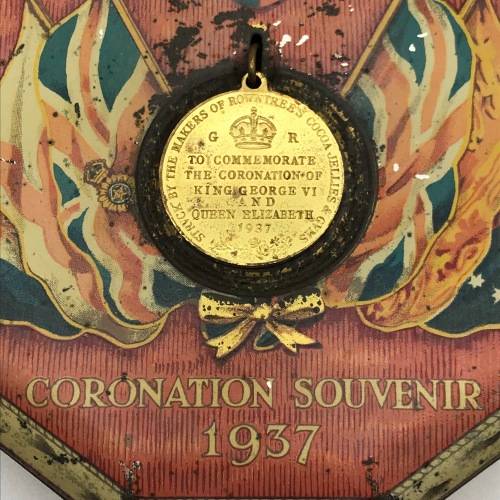 STRUCK BY THE MAKERS OF ROWNTREE'S COCOA JELLIES & GUMS
G R
TO COMMEMORATE
THE CORONATION OF
KING GEORGE VI
AND
QUEEN ELIZABETH
1937
CORONATION SOUVENIR
1937